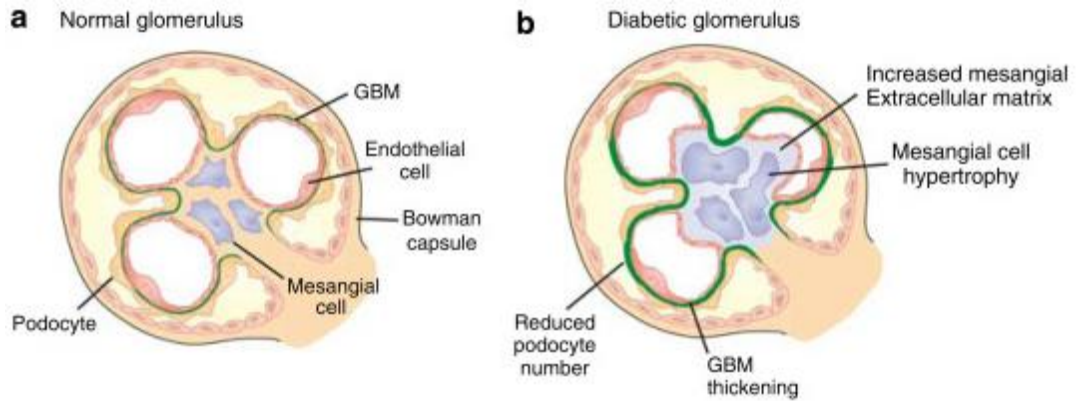 a Normal glomerulus
GBM
Endothelial
cell
Bowman
capsule
Mesangial
cell
Podocyte
b Diabetic glomerulus
Increased mesangial
Extracellular matrix
Mesangial cell
hypertrophy
Reduced
podocyte
number
GBM
thickening